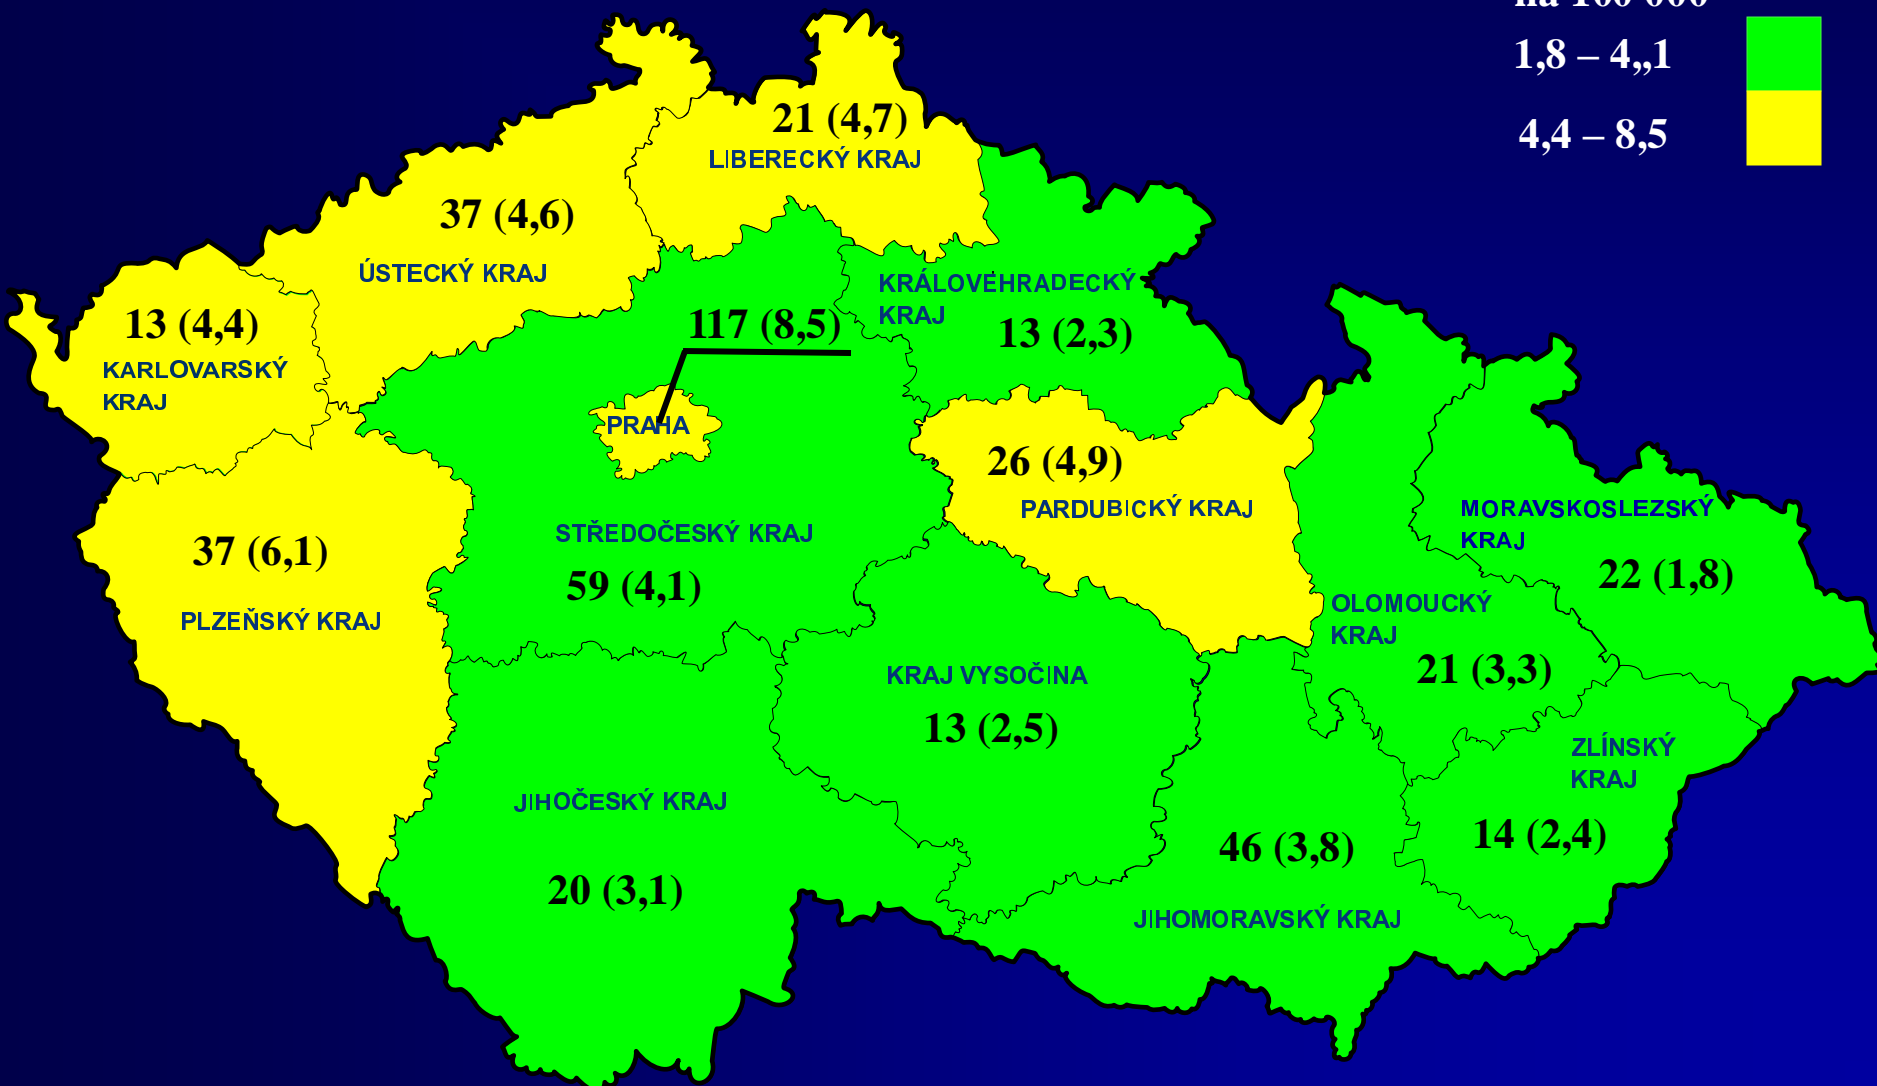 na 100 000
1,8 – 4,,1
4,4 – 8,5
21 (4,7)
LIBERECKÝ KRAJ
37 (4,6)
ÚSTECKÝ KRAJ
13 (4,4)
KARLOVARSKÝ
KRAJ
117 (8,5)
PRAHA
KRÁLOVEHRADECKÝ
KRAJ
13 (2,3)
26 (4,9)
PARDUBICKÝ KRAJ
MORAVSKOSLEZSKÝ
KRAJ
22 (1,8)
37 (6,1)
PLZEŇSKÝ KRAJ
STŘEDOČESKÝ KRAJ
59 (4,1)
OLOMOUCKÝ
KRAJ
21 (3,3)
KRAJ VYSOČINA
13 (2,5)
ZLÍNSKÝ
KRAJ
14 (2,4)
JIHOČESKÝ KRAJ
20 (3,1)
46 (3,8)
JIHOMORAVSKÝ KRAJ